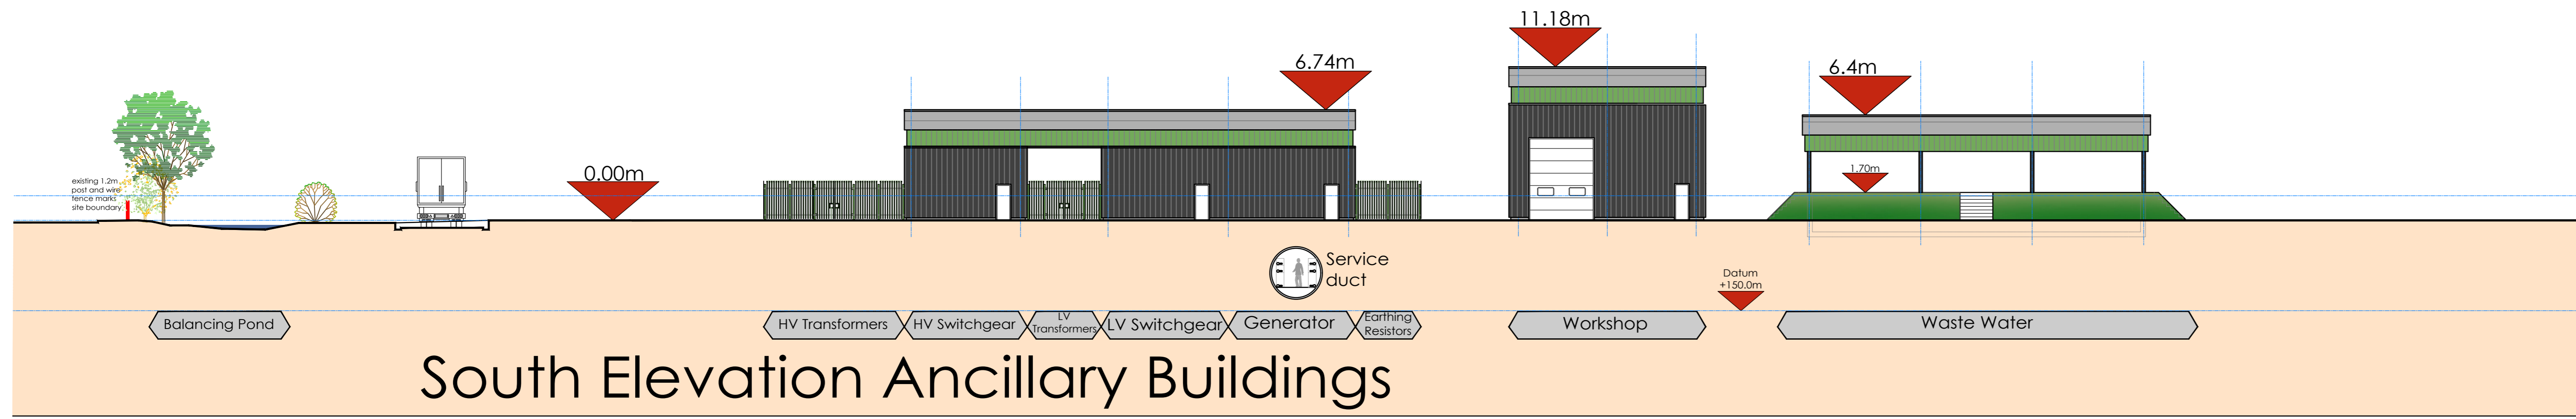 11.18m
6.74m
6.4m
1.70m
0.00m
existing 1.2m
post and wire
fence marks
site boundary
Service
duct
Datum
+150.0m
Balancing Pond
HV Transformers
HV Switchgear
LV
Transformers
LV Switchgear
Generator
Earthing
Resistors
Workshop
Waste Water
South Elevation Ancillary Buildings